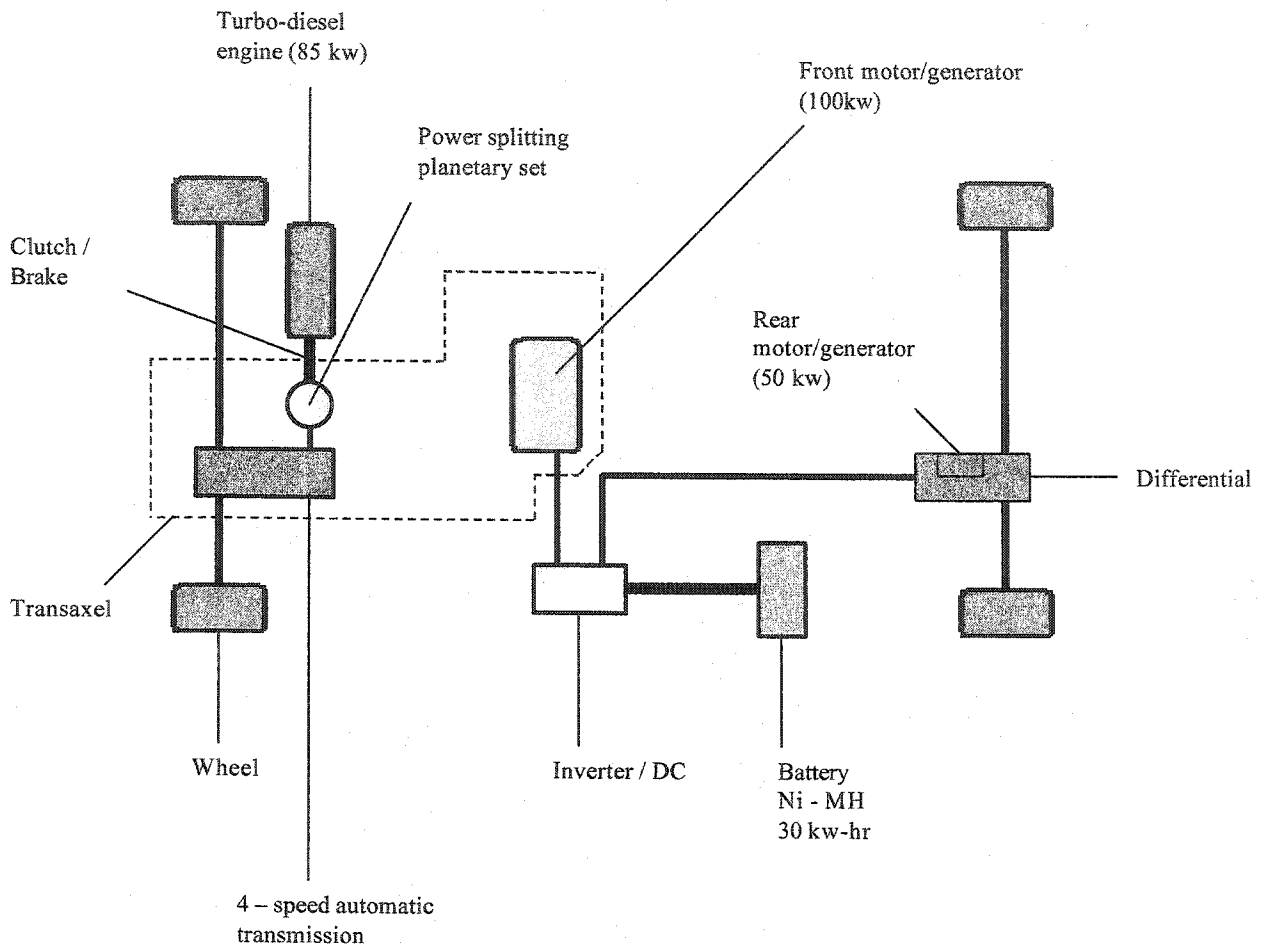 Turbo-diesel
engine (85 kw)
Front motor/generator
(100kw)
Power splitting
planetary set
Clutch /
Brake
Rear
motor/generator
(50 kw)
Differential
Transaxel
Wheel
Inverter / DC
Battery
Ni - MH
30 kw-hr
4 – speed automatic
transmission